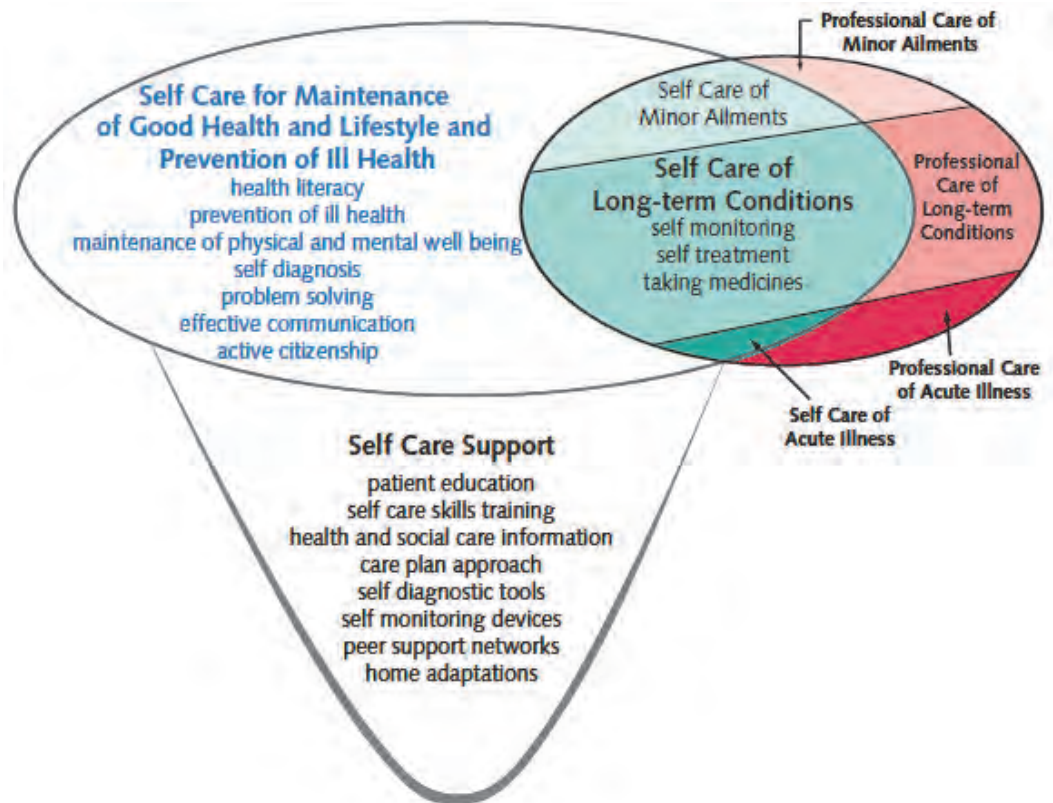 Self Care for Maintenance
of Good Health and Lifestyle and
Prevention of Ill Health
health literacy
prevention of ill health
maintenance of physical and mental well being
self diagnosis
problem solving
effective communication
active citizenship
Self Care of
Minor Ailments
Professional Care of
Minor Ailments
Self Care of
Long-term Conditions
self monitoring
self treatment
taking medicines
Professional
Care of
Long-term
Conditions
Professional Care
of Acute Illness
Self Care of
Acute Illness
Self Care Support
patient education
self care skills training
health and social care information
care plan approach
self diagnostic tools
self monitoring devices
peer support networks
home adaptations